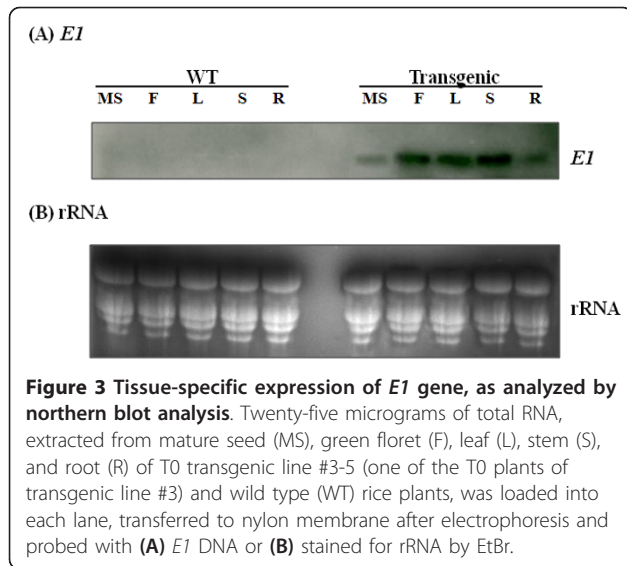 (A) E1
WT Transgenic
MS F L S R MS F L S R
E1
(B) rRNA
rRNA
Figure 3 Tissue-specific expression of E1 gene, as analyzed by
northern blot analysis. Twenty-five micrograms of total RNA,
extracted from mature seed (MS), green floret (F), leaf (L), stem (S),
and root (R) of T0 transgenic line #3-5 (one of the T0 plants of
transgenic line #3) and wild type (WT) rice plants, was loaded into
each lane, transferred to nylon membrane after electrophoresis and
probed with (A) E1 DNA or (B) stained for rRNA by EtBr.